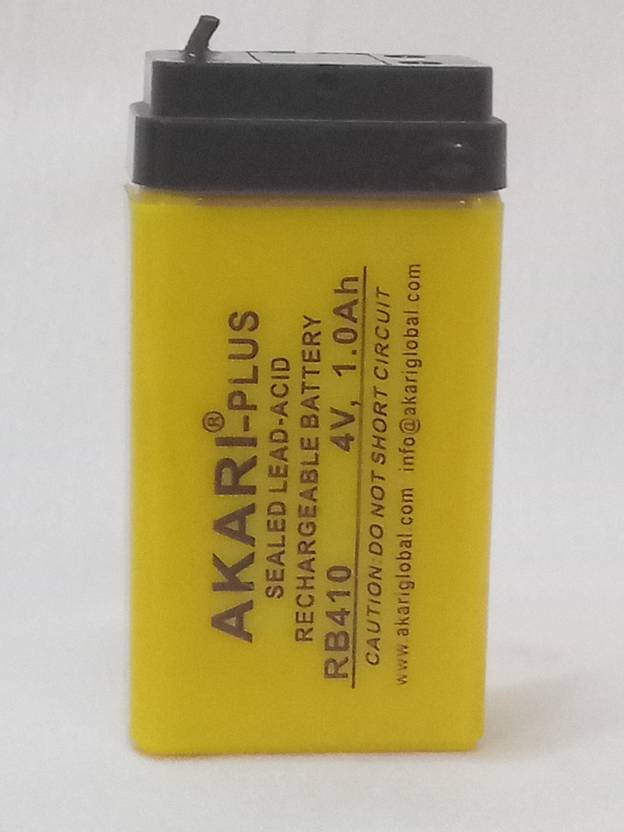 AKARI®-PLUS
SEALED LEAD-ACID
RECHARGEABLE BATTERY
RB410 4V, 1.0Ah
CAUTION:DO NOT SHORT CIRCUIT
www.akariglobal.com info@akariglobal.com